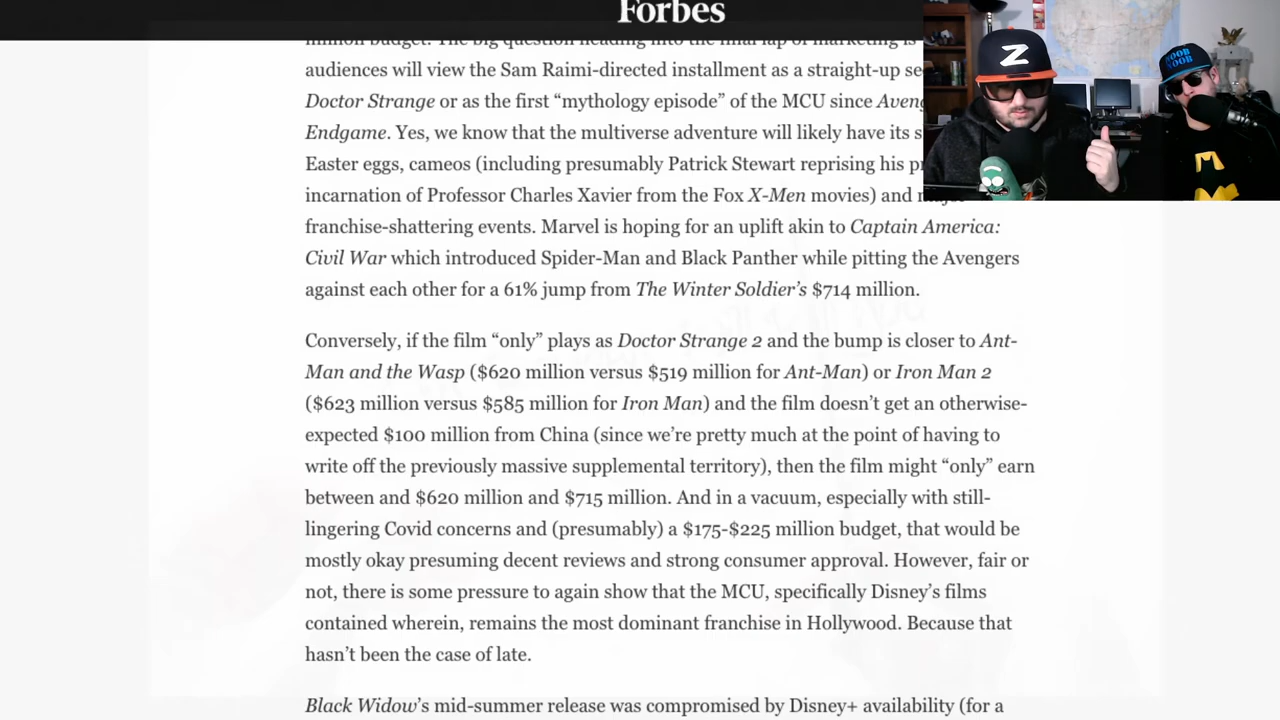 Forbes
million budget. The big question heading into the final lap of marketing is
audiences will view the Sam Raimi-directed installment as a straight-up se
Doctor Strange or as the first “mythology episode” of the MCU since Aveng
Endgame. Yes, we know that the multiverse adventure will likely have its s
Easter eggs, cameos (including presumably Patrick Stewart reprising his pr
incarnation of Professor Charles Xavier from the Fox X-Men movies) and major
franchise-shattering events. Marvel is hoping for an uplift akin to Captain America:
Civil War which introduced Spider-Man and Black Panther while pitting the Avengers
against each other for a 61% jump from The Winter Soldier’s $714 million.
Conversely, if the film “only” plays as Doctor Strange 2 and the bump is closer to Ant-
Man and the Wasp ($620 million versus $519 million for Ant-Man) or Iron Man 2
($623 million versus $585 million for Iron Man) and the film doesn’t get an otherwise-
expected $100 million from China (since we’re pretty much at the point of having to
write off the previously massive supplemental territory), then the film might “only” earn
between and $620 million and $715 million. And in a vacuum, especially with still-
lingering Covid concerns and (presumably) a $175-$225 million budget, that would be
mostly okay presuming decent reviews and strong consumer approval. However, fair or
not, there is some pressure to again show that the MCU, specifically Disney’s films
contained wherein, remains the most dominant franchise in Hollywood. Because that
hasn’t been the case of late.
Black Widow’s mid-summer release was compromised by Disney+ availability (for a
Z
NOOB
NOOB